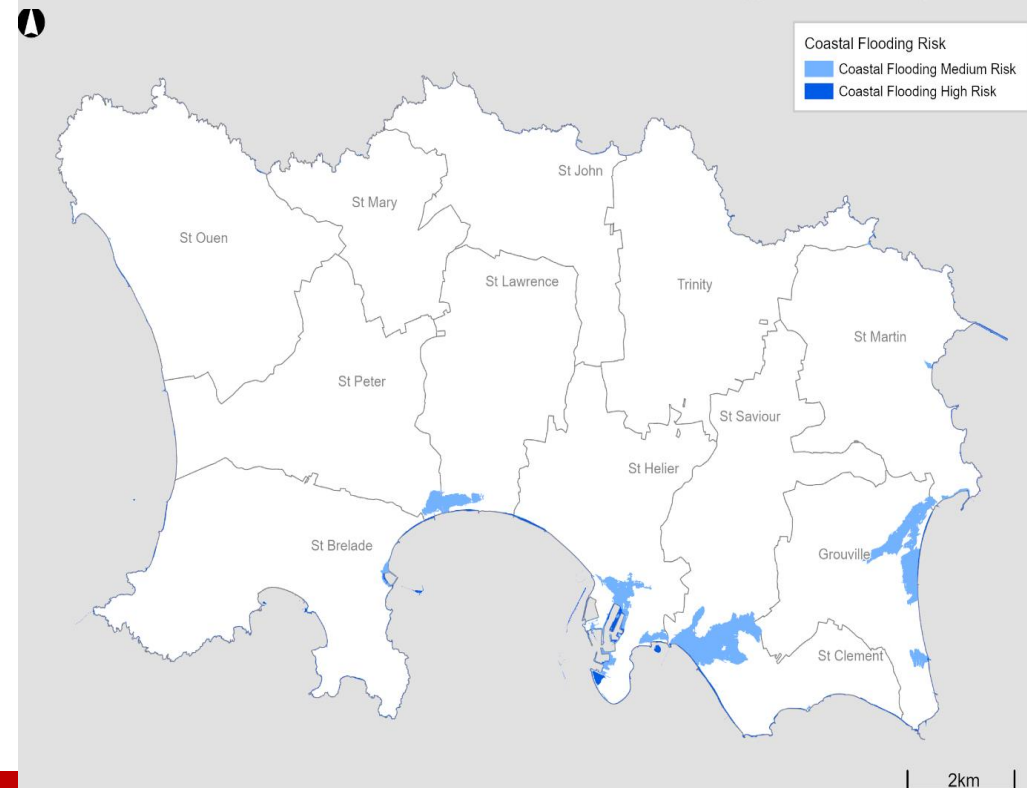 Coastal Flooding Risk
Coastal Flooding Medium Risk
Coastal Flooding High Risk
St John
St Mary
St Ouen
St Lawrence
Trinity
St Martin
St Peter
St Saviour
St Helier
St Brelade
Grouville
St Clement
2km